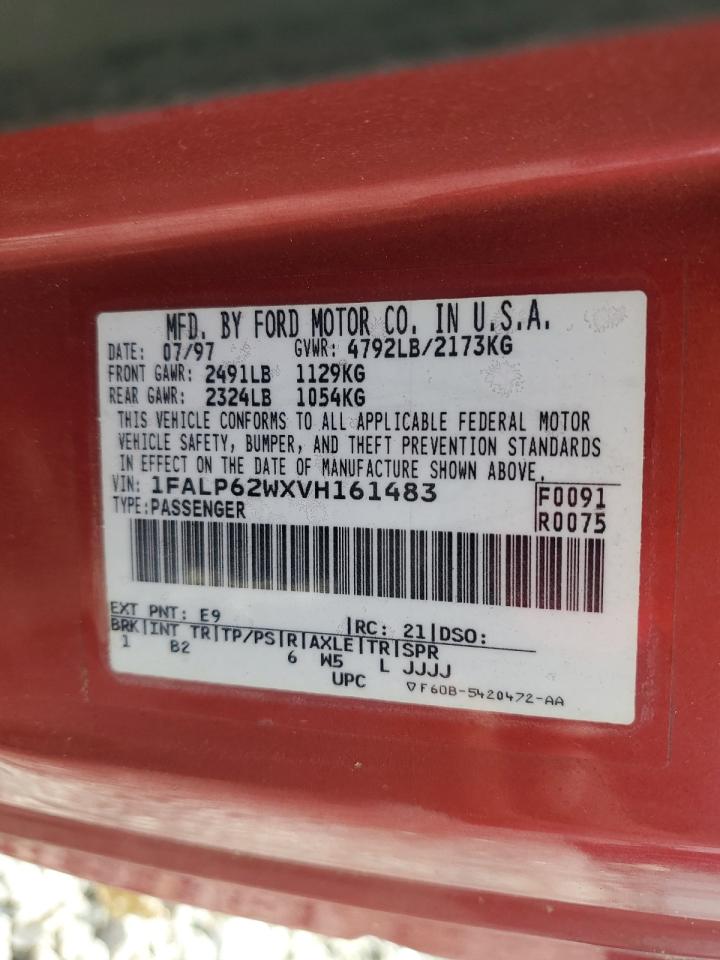 MFD. BY FORD MOTOR CO. IN U.S.A.
DATE: 07/97 GVWR: 4792LB/2173KG
FRONT GAWR: 2491LB 1129KG
REAR GAWR: 2324LB 1054KG
THIS VEHICLE CONFORMS TO ALL APPLICABLE FEDERAL MOTOR
VEHICLE SAFETY, BUMPER, AND THEFT PREVENTION STANDARDS
IN EFFECT ON THE DATE OF MANUFACTURE SHOWN ABOVE.
VIN: 1FALP62WXVH161483 F0091
TYPE:PASSENGER R0075
EXT PNT: E9 |RC: 21|DSO:
BRK|INT TR|TP/PS|R|AXLE|TR|SPR
1 B2 6 W5 L JJJJ
UPC ▽F60B-5420472-AA